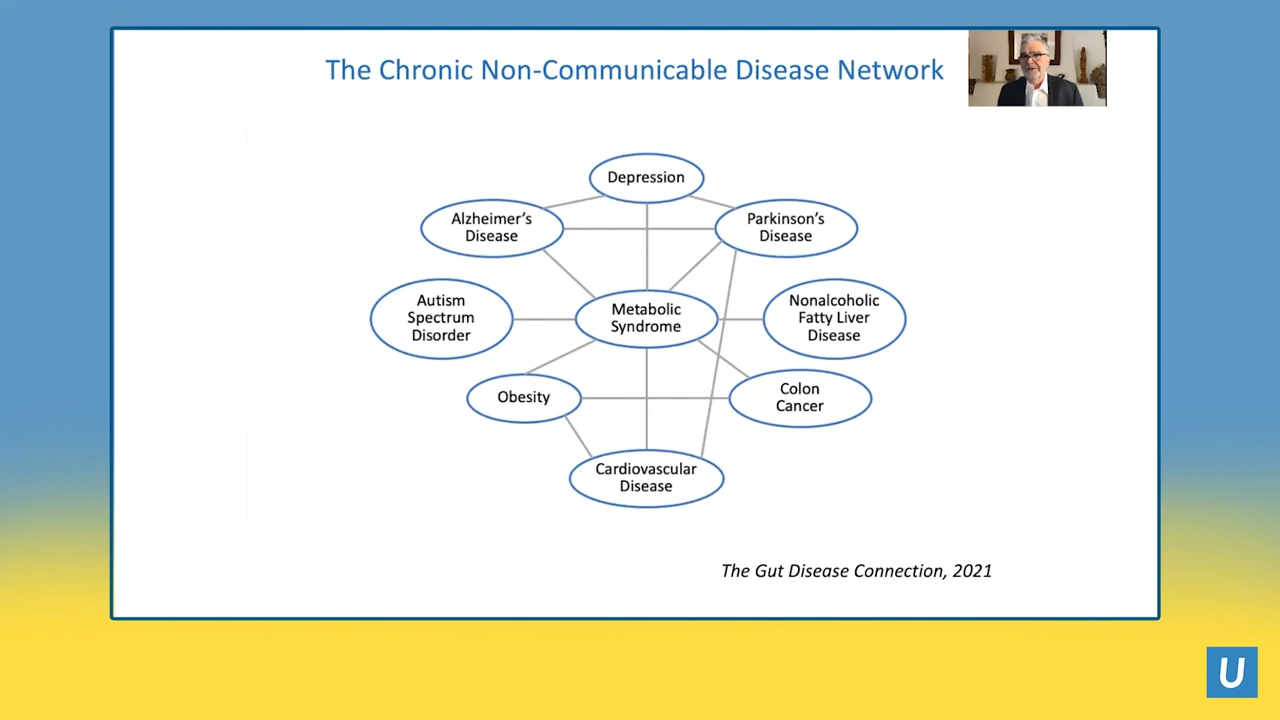 The Chronic Non-Communicable Disease Network
Depression
Alzheimer's
Disease
Parkinson's
Disease
Autism
Spectrum
Disorder
Metabolic
Syndrome
Nonalcoholic
Fatty Liver
Disease
Obesity
Colon
Cancer
Cardiovascular
Disease
The Gut Disease Connection, 2021
U